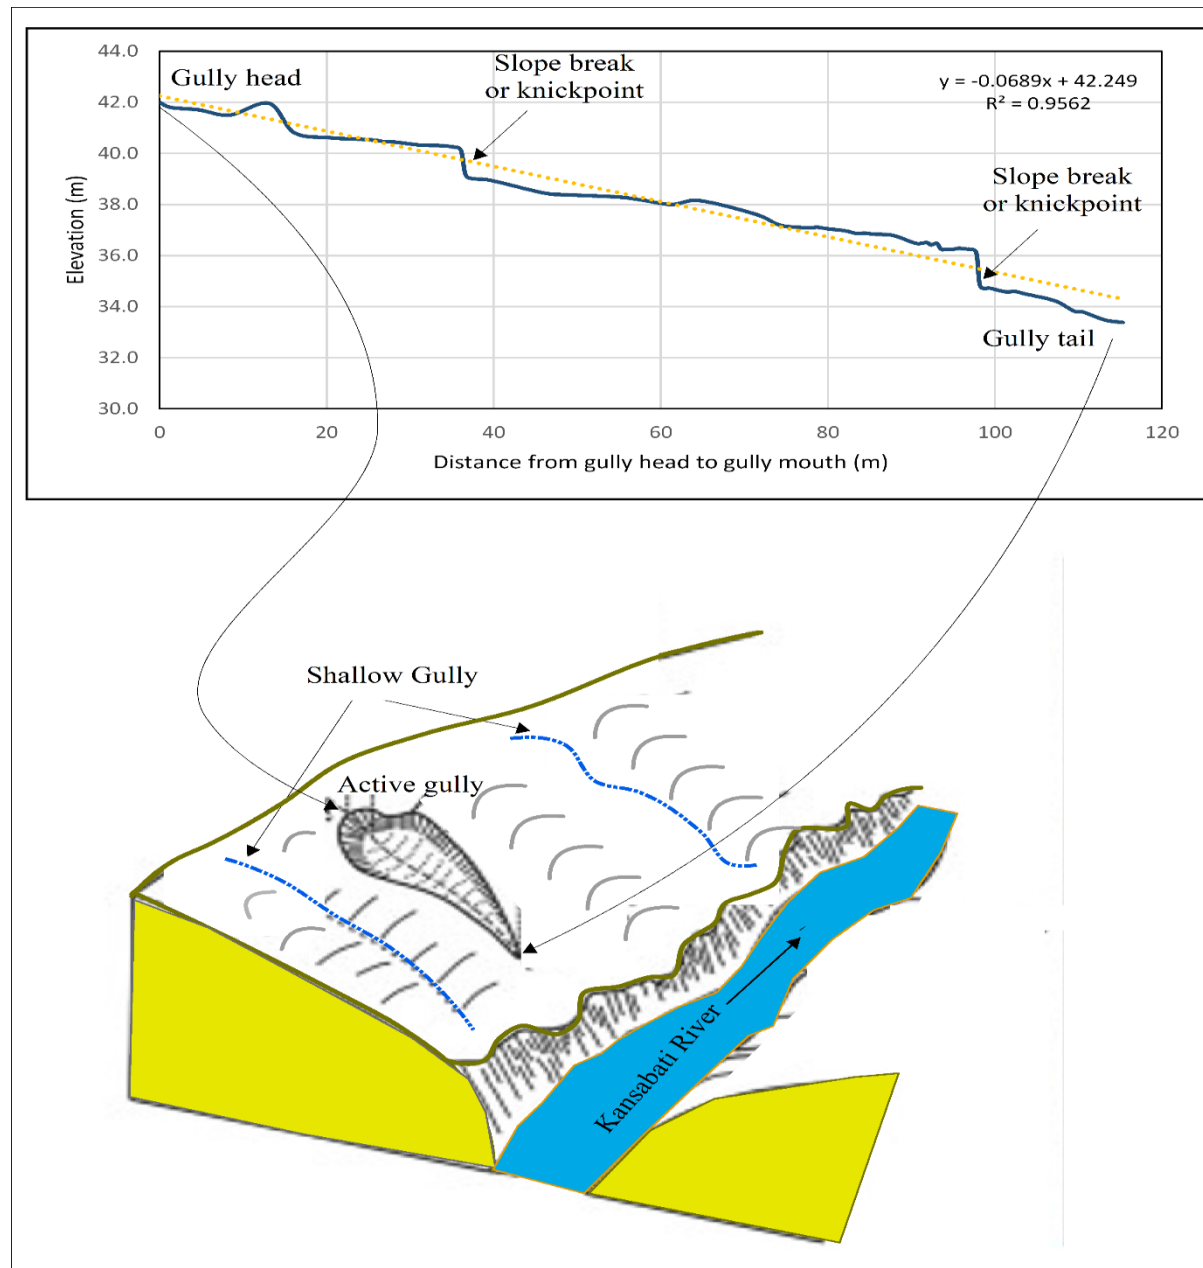 44.0
42.0
40.0
38.0
36.0
34.0
32.0
30.0
Elevation (m)
Gully head
Slope break
or knickpoint
y = -0.0689x + 42.249
R² = 0.9562
Slope break
or knickpoint
Gully tail
0 20 40 60 80 100 120
Distance from gully head to gully mouth (m)
Shallow Gully
Active gully
Kansabati River